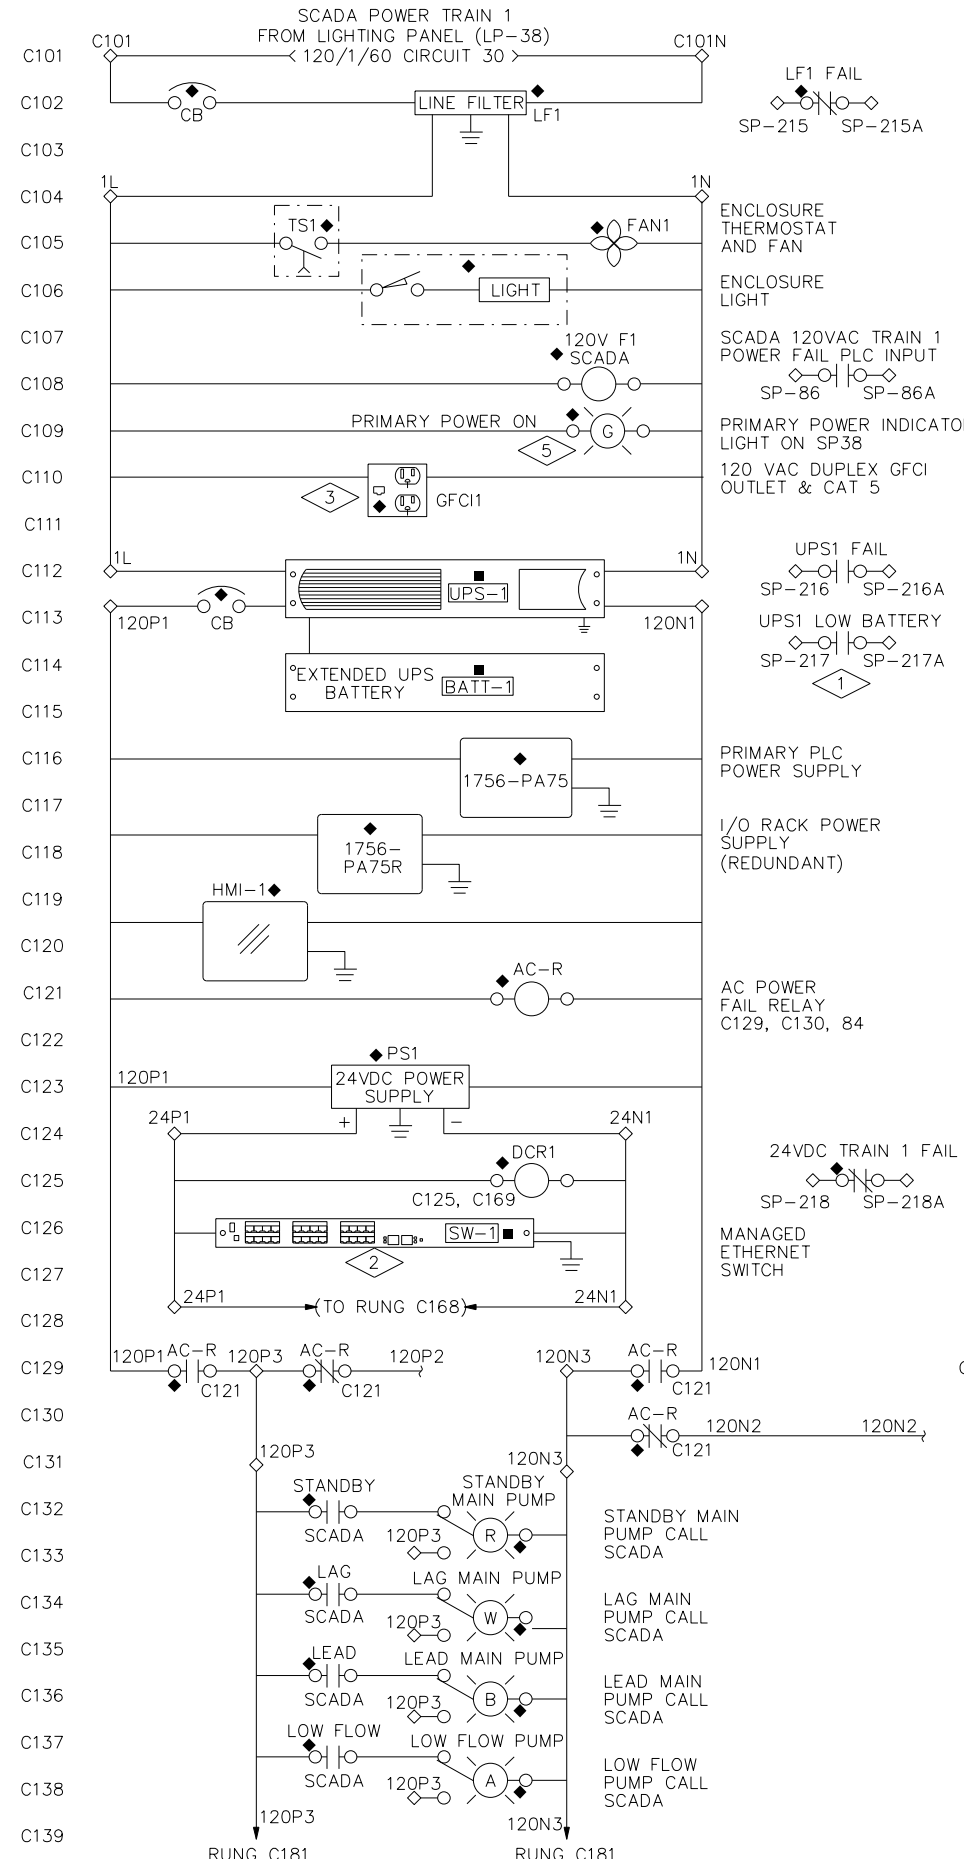 SCADA POWER TRAIN 1
FROM LIGHTING PANEL (LP-38)
120/1/60 CIRCUIT 30
C101
C101
C101N
C102
CB
LINE FILTER
LF1
LF1 FAIL
SP-215
SP-215A
C103
C104
1L
1N
C105
TS1
FAN1
ENCLOSURE
THERMOSTAT
AND FAN
C106
LIGHT
ENCLOSURE
LIGHT
C107
120V F1
SCADA
SCADA 120VAC TRAIN 1
POWER FAIL PLC INPUT
SP-86
SP-86A
C108
C109
PRIMARY POWER ON
G
5
PRIMARY POWER INDICATO
LIGHT ON SP38
C110
3
GFCI1
120 VAC DUPLEX GFCI
OUTLET & CAT 5
C111
C112
1L
UPS-1
1N
UPS1 FAIL
SP-216
SP-216A
C113
120P1
CB
120N1
UPS1 LOW BATTERY
SP-217
SP-217A
1
C114
EXTENDED UPS
BATTERY
BATT-1
C115
C116
1756-PA75
PRIMARY PLC
POWER SUPPLY
C117
C118
1756-
PA75R
I/O RACK POWER
SUPPLY
(REDUNDANT)
C119
HMI-1
C120
C121
AC-R
AC POWER
FAIL RELAY
C129, C130, 84
C122
C123
120P1
PS1
24VDC POWER
SUPPLY
+
-
C124
24P1
24N1
C125
DCR1
C125, C169
24VDC TRAIN 1 FAIL
SP-218
SP-218A
C126
SW-1
2
MANAGED
ETHERNET
SWITCH
C127
24P1
(TO RUNG C168)
24N1
C128
C129
120P1
AC-R
C121
120P3
AC-R
C121
120P2
120N3
AC-R
C121
120N1
C130
AC-R
C121
120N2
120N2
C131
120P3
120N3
C132
STANDBY
SCADA
STANDBY
MAIN PUMP
120P3
R
STANDBY MAIN
PUMP CALL
SCADA
C133
C134
LAG
SCADA
LAG MAIN PUMP
120P3
W
LAG MAIN
PUMP CALL
SCADA
C135
LEAD
SCADA
LEAD MAIN PUMP
120P3
B
LEAD MAIN
PUMP CALL
SCADA
C136
C137
LOW FLOW
SCADA
LOW FLOW PUMP
120P3
A
LOW FLOW
PUMP CALL
SCADA
C138
C139
120P3
120N3
RUNG C181
RUNG C181